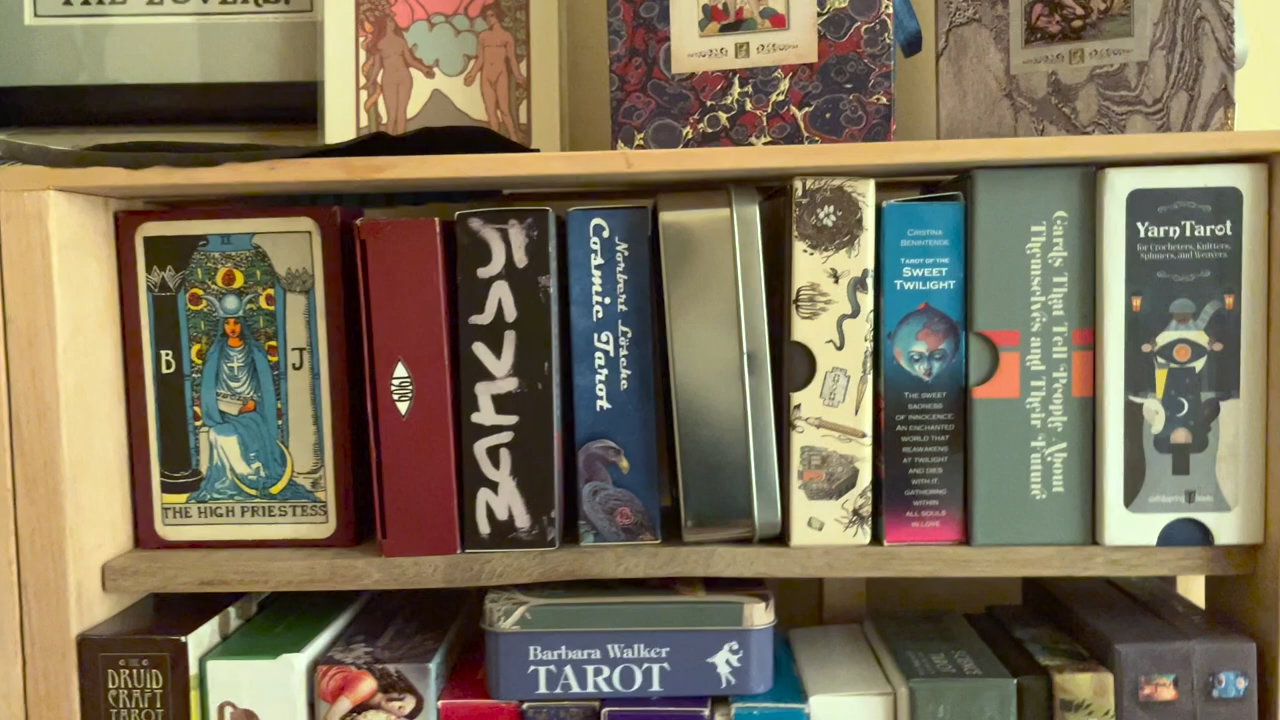 THE LOVERS.
II
B
J
THE HIGH PRIESTESS
1909
BANKSY
Norbert Lösche
Cosmic Tarot
CRISTINA
BENINTENDE
TAROT OF THE
SWEET
TWILIGHT
THE SWEET
SADNESS
OF INNOCENCE.
AN ENCHANTED
WORLD THAT
REAWAKENS
AT TWILIGHT
AND DIES
WITH IT,
GATHERING
WITHIN
ALL SOULS
IN LOVE
Cards That Tell People About
Themselves and Their Future
Yarn Tarot
for Crocheters, Knitters,
Spinners, and Weavers
THE
DRUID
CRAFT
TAROT
Barbara Walker
TAROT